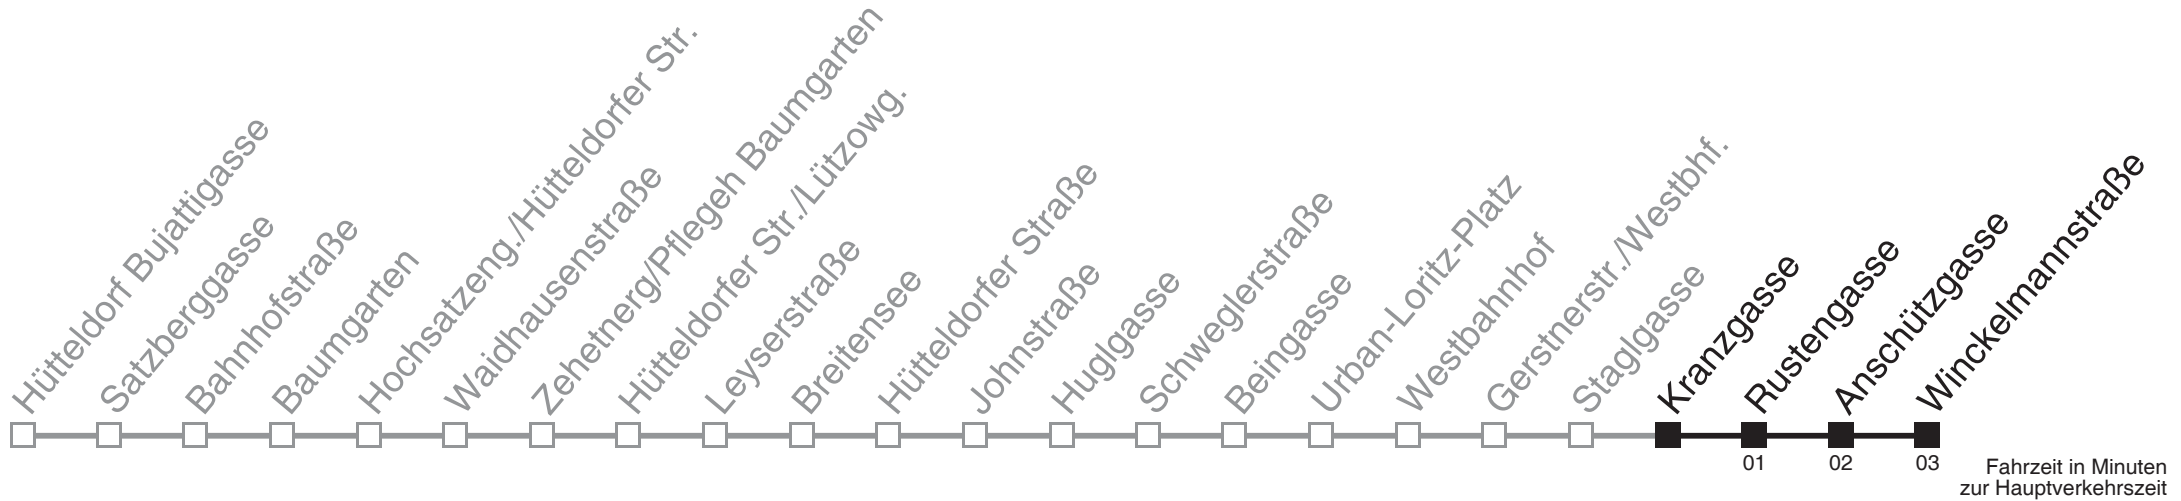 Hütteldorf Bujattigasse
Satzberggasse
Bahnhofstraße
Baumgarten
Hochsatzeng./Hütteldorfer Str.
Waidhausenstraße
Zehetnerg/Pflegeh Baumgarten
Hütteldorfer Str./Lützowg.
Leyserstraße
Breitensee
Hütteldorfer Straße
Johnstraße
Huglgasse
Schweglerstraße
Beingasse
Urban-Loritz-Platz
Westbahnhof
Gerstnerstr./Westbhf.
Staglgasse
Kranzgasse
Rustengasse
Anschützgasse
Winckelmannstraße
01 02 03
Fahrzeit in Minuten
zur Hauptverkehrszeit